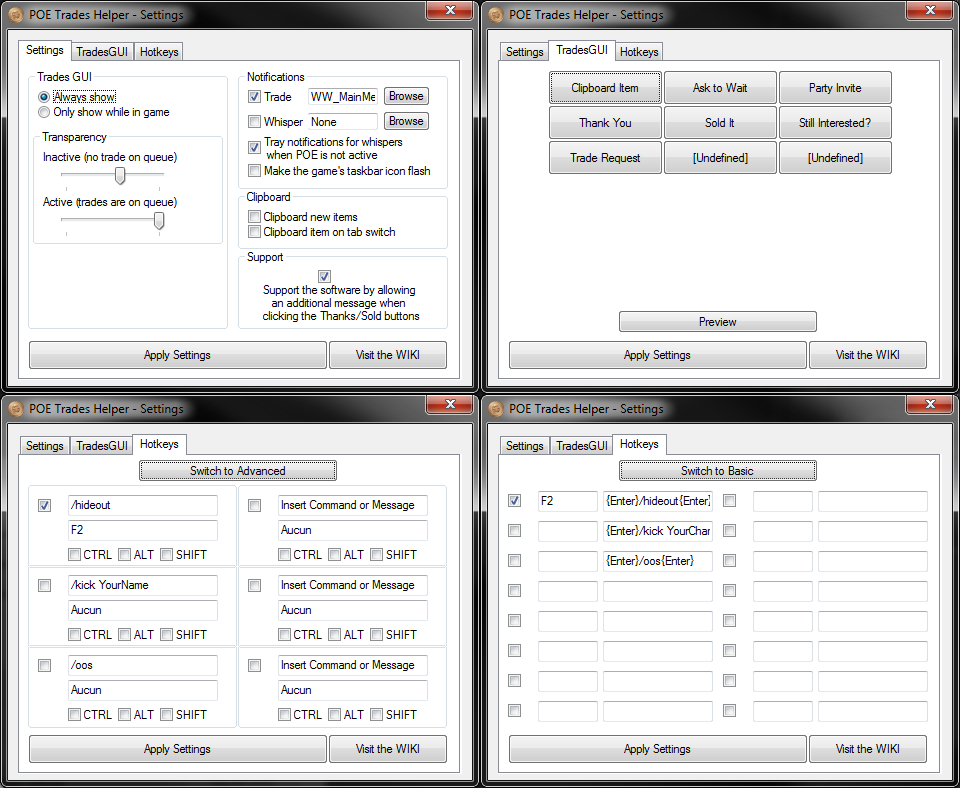 POE Trades Helper - Settings
Settings TradesGUI Hotkeys
Trades GUI
Always show
Only show while in game
Transparency
Inactive (no trade on queue)
Active (trades are on queue)
Notifications
Trade WW_MainMe Browse
Whisper None Browse
Tray notifications for whispers
when POE is not active
Make the game's taskbar icon flash
Clipboard
Clipboard new items
Clipboard item on tab switch
Support
Support the software by allowing
an additional message when
clicking the Thanks/Sold buttons
Apply Settings Visit the WIKI
POE Trades Helper - Settings
Settings TradesGUI Hotkeys
Clipboard Item Ask to Wait Party Invite
Thank You Sold It Still Interested?
Trade Request [Undefined] [Undefined]
Preview
Apply Settings Visit the WIKI
POE Trades Helper - Settings
Settings TradesGUI Hotkeys
Switch to Advanced
/hideout
F2
CTRL ALT SHIFT
Insert Command or Message
Aucun
CTRL ALT SHIFT
/kick YourName
Aucun
CTRL ALT SHIFT
Insert Command or Message
Aucun
CTRL ALT SHIFT
/oos
Aucun
CTRL ALT SHIFT
Insert Command or Message
Aucun
CTRL ALT SHIFT
Apply Settings Visit the WIKI
POE Trades Helper - Settings
Settings TradesGUI Hotkeys
Switch to Basic
F2 {Enter}/hideout{Enter}
{Enter}/kick YourChar
{Enter}/oos{Enter}
Apply Settings Visit the WIKI